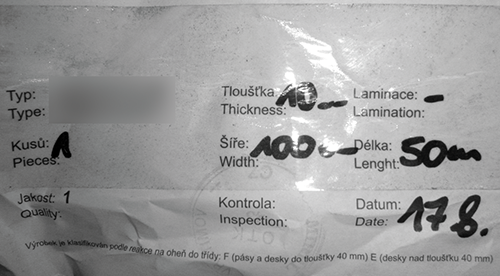 Typ: Tloušťka: 10 Laminace: -
Type: Thickness: Lamination:
Kusů: 1 Šíře: 100 Délka: 50m
Pieces: Width: Lenght:
Jakost: 1 Kontrola: Datum: 17.8.
Quality: Inspection: Date:
Výrobek je klasifikován podle reakce na oheň do třídy: F (pásy a desky do tloušťky 40 mm) E (desky nad tloušťku 40 mm)